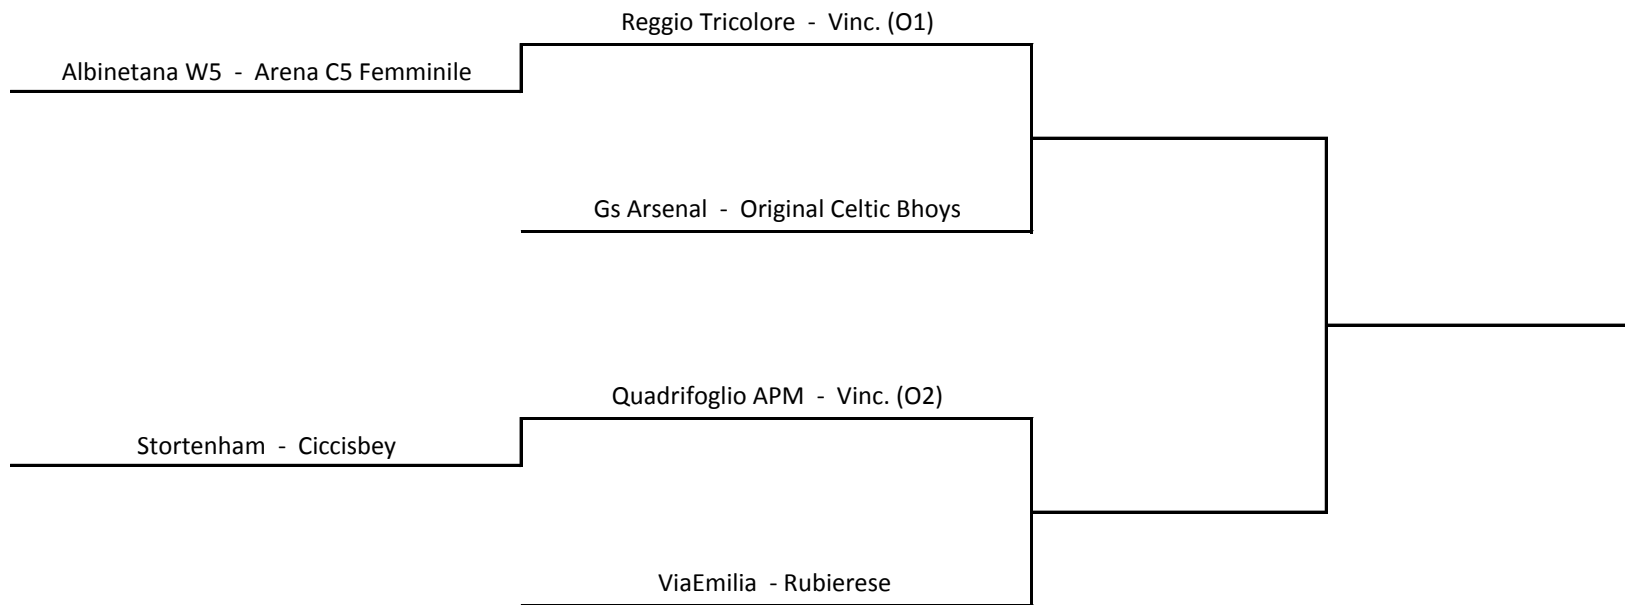 Reggio Tricolore - Vinc. (O1)
Albinetana W5 - Arena C5 Femminile
Gs Arsenal - Original Celtic Bhoys
Quadrifoglio APM - Vinc. (O2)
Stortenham - Ciccisbey
ViaEmilia - Rubierese